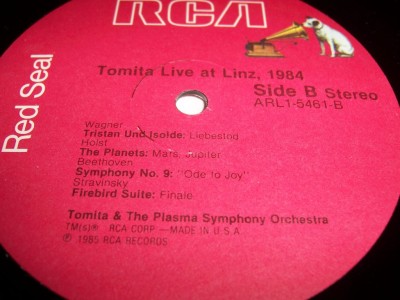 RCA
Red Seal
Tomita Live at Linz, 1984
Side B Stereo
ARL1-5461-B
Wagner
Tristan Und Isolde: Liebestod
Holst
The Planets: Mars, Jupiter
Beethoven
Symphony No. 9: "Ode to Joy"
Stravinsky
Firebird Suite: Finale
Tomita & The Plasma Symphony Orchestra
TM(s)® RCA CORP.—MADE IN U.S.A.
℗ 1985 RCA RECORDS